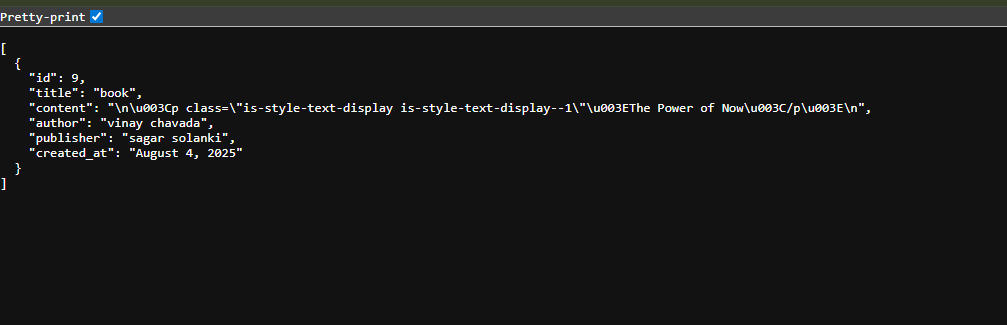 Pretty-print
[
  {
    "id": 9,
    "title": "book",
    "content": "\n\u003Cp class=\"is-style-text-display is-style-text-display--1\"\u003EThe Power of Now\u003C/p\u003E\n",
    "author": "vinay chavada",
    "publisher": "sagar solanki",
    "created_at": "August 4, 2025"
  }
]